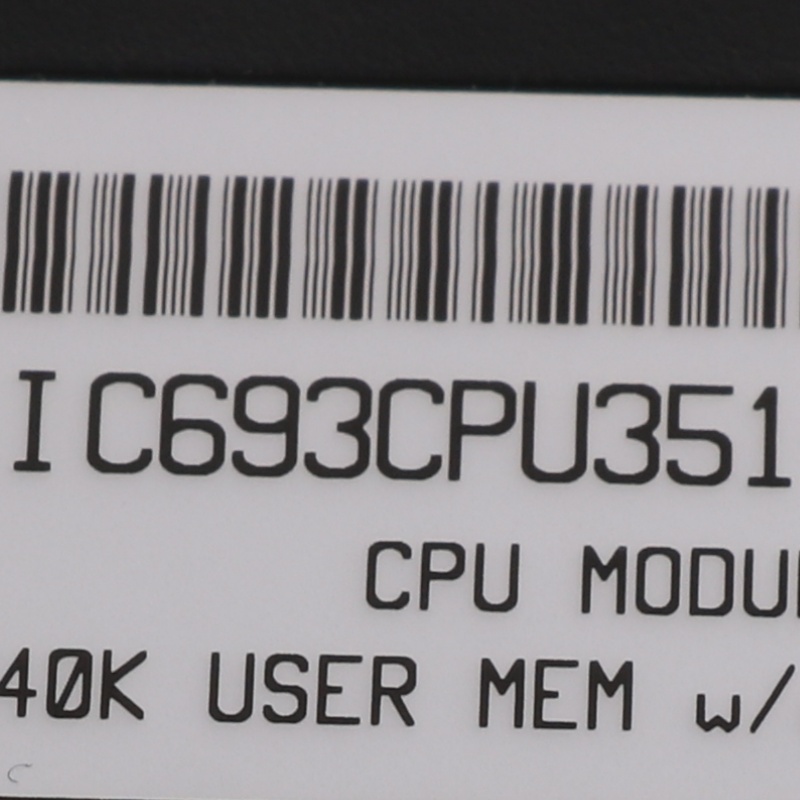 IC693CPU351
CPU MODU
40K USER MEM w/